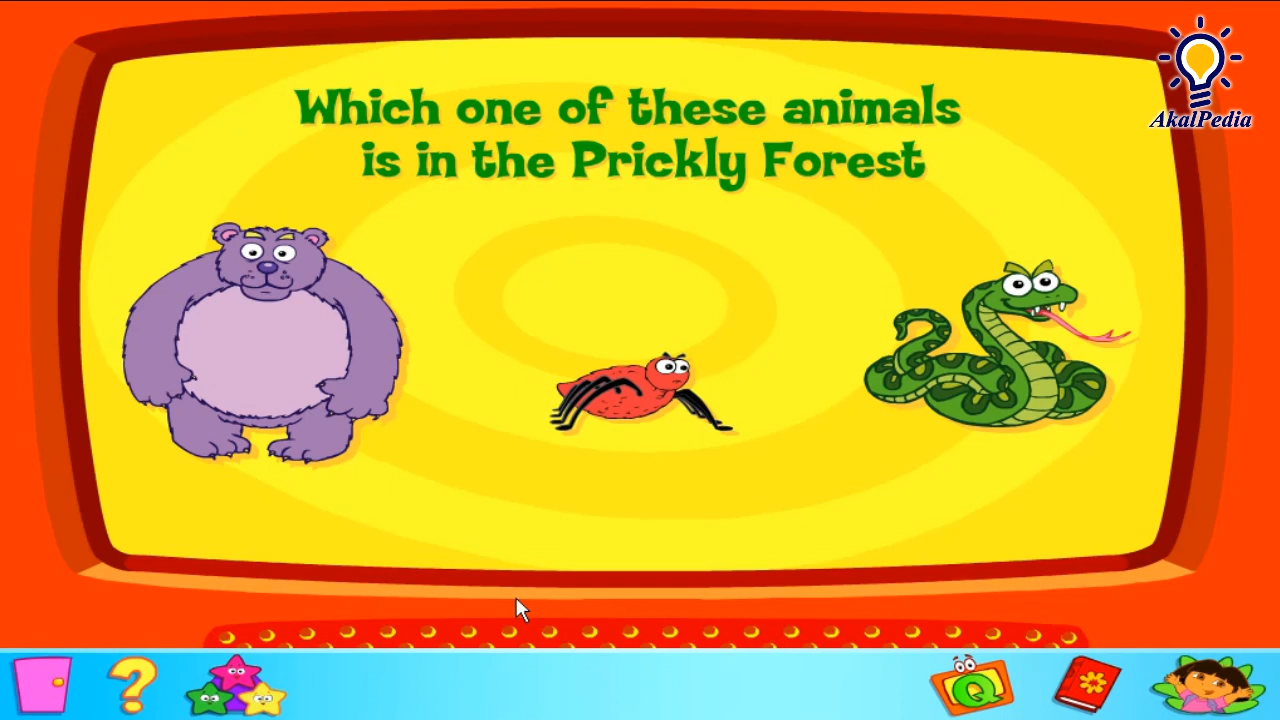 AkalPedia
Which one of these animals
is in the Prickly Forest
?
Q